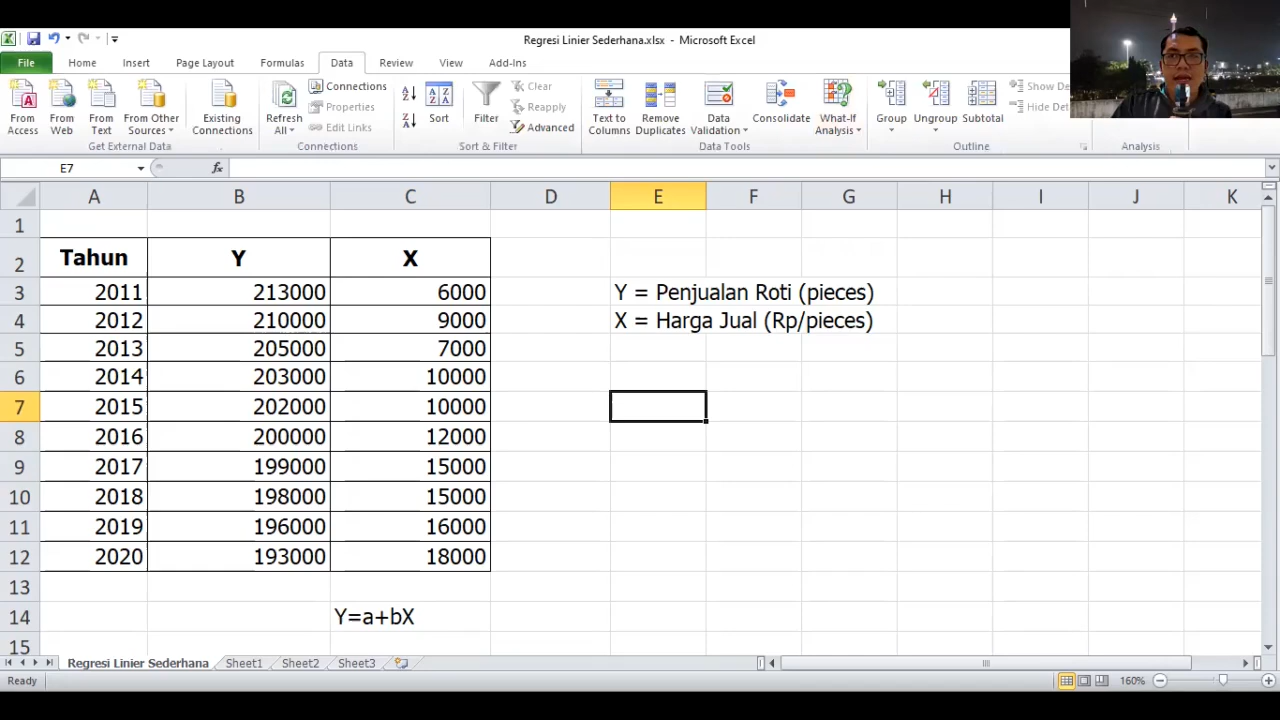 Regresi Linier Sederhana.xlsx - Microsoft Excel
File Home Insert Page Layout Formulas Data Review View Add-Ins
From Access
From Web
From Text
From Other Sources
Existing Connections
Get External Data
Refresh All
Connections
Properties
Edit Links
Connections
Sort
Filter
Clear
Reapply
Advanced
Sort & Filter
Text to Columns
Remove Duplicates
Data Validation
Consolidate
What-If Analysis
Data Tools
Group
Ungroup
Subtotal
Outline
Analysis
E7 fx
A B C D E F G H I J K
1
2 Tahun Y X
3 2011 213000 6000 Y = Penjualan Roti (pieces)
4 2012 210000 9000 X = Harga Jual (Rp/pieces)
5 2013 205000 7000
6 2014 203000 10000
7 2015 202000 10000
8 2016 200000 12000
9 2017 199000 15000
10 2018 198000 15000
11 2019 196000 16000
12 2020 193000 18000
13
14 Y=a+bX
15
Regresi Linier Sederhana Sheet1 Sheet2 Sheet3
Ready 160%